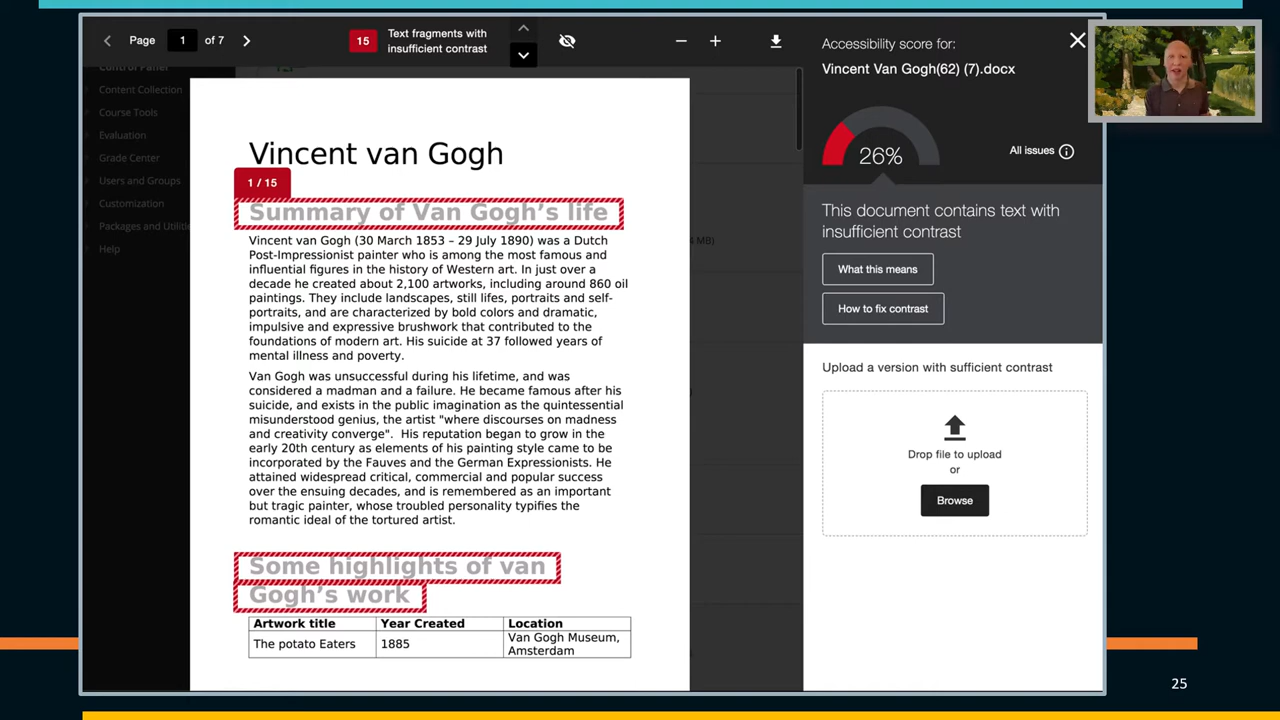 Page 1 of 7
15 Text fragments with
insufficient contrast
Control Panel
Content Collection
Course Tools
Evaluation
Grade Center
Users and Groups
Customization
Packages and Utilitie
Help
Vincent van Gogh
1 / 15
Summary of Van Gogh’s life
Vincent van Gogh (30 March 1853 – 29 July 1890) was a Dutch
Post-Impressionist painter who is among the most famous and
influential figures in the history of Western art. In just over a
decade he created about 2,100 artworks, including around 860 oil
paintings. They include landscapes, still lifes, portraits and self-
portraits, and are characterized by bold colors and dramatic,
impulsive and expressive brushwork that contributed to the
foundations of modern art. His suicide at 37 followed years of
mental illness and poverty.
Van Gogh was unsuccessful during his lifetime, and was
considered a madman and a failure. He became famous after his
suicide, and exists in the public imagination as the quintessential
misunderstood genius, the artist "where discourses on madness
and creativity converge".  His reputation began to grow in the
early 20th century as elements of his painting style came to be
incorporated by the Fauves and the German Expressionists. He
attained widespread critical, commercial and popular success
over the ensuing decades, and is remembered as an important
but tragic painter, whose troubled personality typifies the
romantic ideal of the tortured artist.
Some highlights of van
Gogh’s work
Artwork title Year Created Location
The potato Eaters 1885 Van Gogh Museum,
Amsterdam
MB)
Accessibility score for:
Vincent Van Gogh(62) (7).docx
26%
All issues
This document contains text with
insufficient contrast
What this means
How to fix contrast
Upload a version with sufficient contrast
Drop file to upload
or
Browse
25